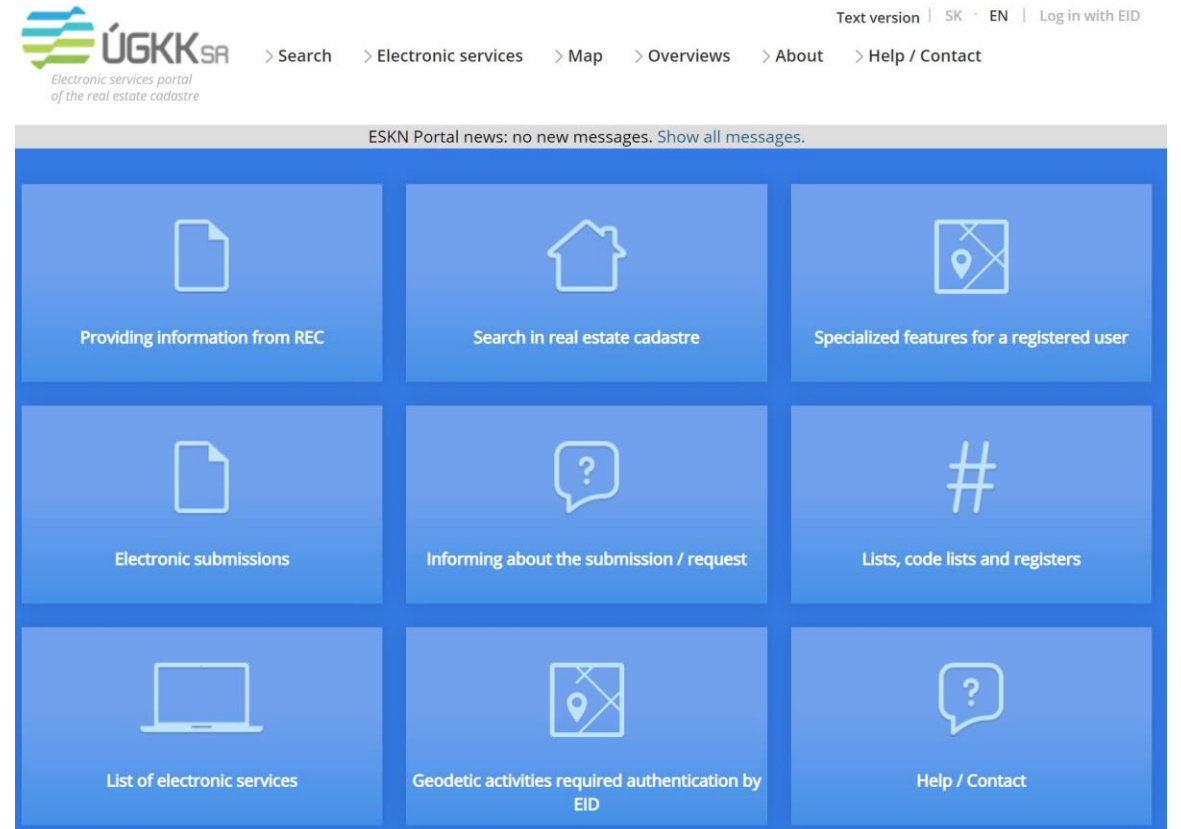 Text version | SK · EN | Log in with EID
ÚGKK SR
> Search > Electronic services > Map > Overviews > About > Help / Contact
Electronic services portal
of the real estate cadastre
ESKN Portal news: no new messages. Show all messages.
Providing information from REC
Search in real estate cadastre
Specialized features for a registered user
?
#
Electronic submissions
Informing about the submission / request
Lists, code lists and registers
?
List of electronic services
Geodetic activities required authentication by
EID
Help / Contact